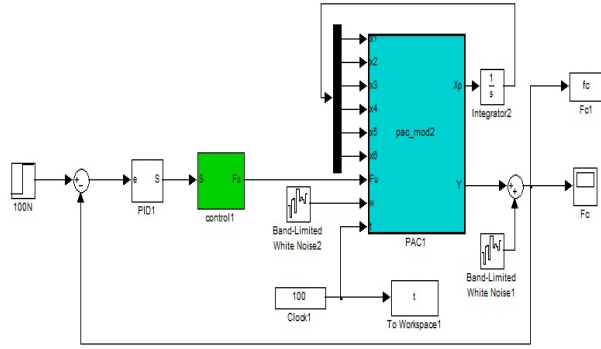 x1
x2
x3
x4
x5
x6
Fu
w
t
pac_mod2
Xp
Y
PAC1
1
s
Integrator2
fc
Fc1
100N
+
−
e S
PID1
S Fu
control1
Band-Limited
White Noise2
+
+
Fc
Band-Limited
White Noise1
100
Clock1
t
To Workspace1